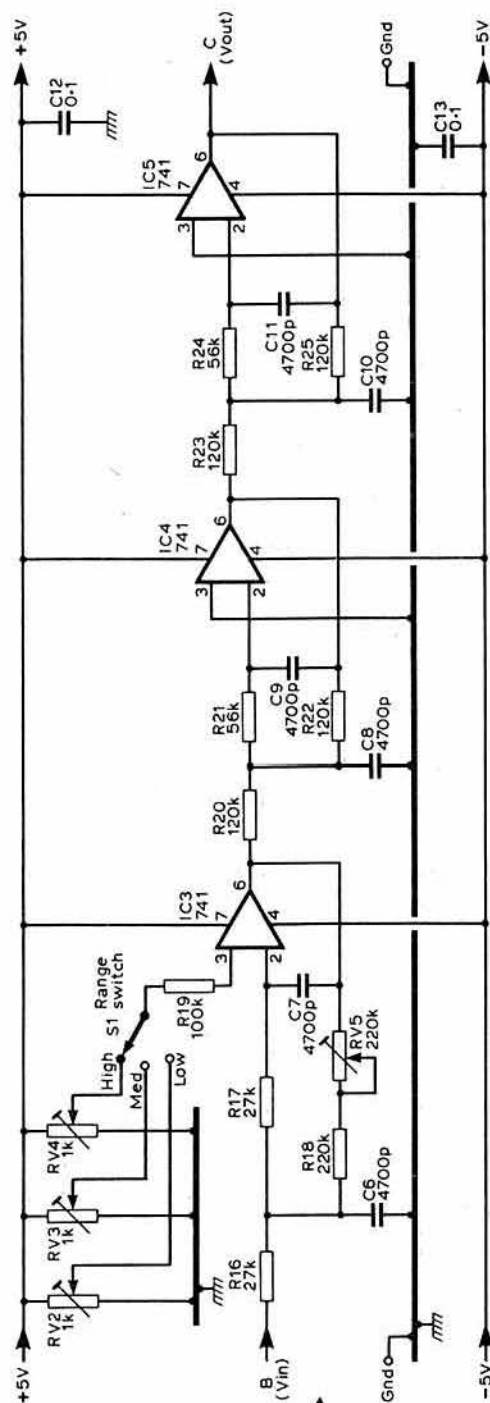 +5V
+5V
RV2
1k
RV3
1k
RV4
1k
High
Med
Low
S1 Range
switch
R19
100k
IC3
741
3
7
6
2
4
IC4
741
3
7
6
2
4
IC5
741
3
7
6
2
4
C12
0·1
B
(Vin)
R16
27k
R17
27k
C7
4700p
R18
220k
RV5
220k
C6
4700p
R20
120k
R21
56k
C9
4700p
R22
120k
C8
4700p
R23
120k
R24
56k
C11
4700p
R25
120k
C10
4700p
C
(Vout)
Gnd
Gnd
C13
0·1
-5V
-5V